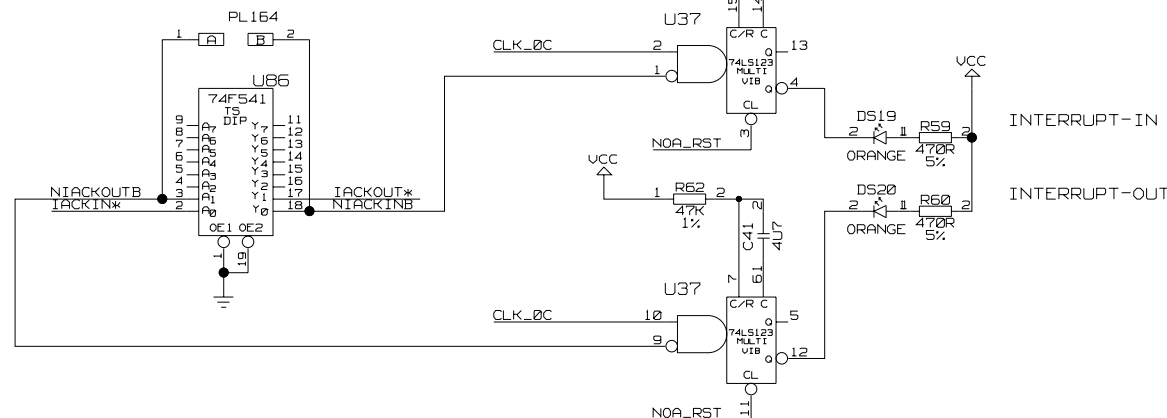 PL164
1 A B 2
U86
74F541
TS
DIP
9 A7 Y7 11
8 A6 Y6 12
7 A5 Y5 13
6 A4 Y4 14
5 A3 Y3 15
4 A2 Y2 16
NIACKOUTB 3 A1 Y1 17 IACKOUT*
IACKIN* 2 A0 Y0 18 NIACKINB
OE1 OE2
1 19
15 14
U37
C/R C
CLK_0C 2
1
Q 13
74LS123
MULTI
VIB
Q 4
CL
3
NOA_RST
VCC
DS19
2 1 R59 2
ORANGE 470R
5%
INTERRUPT-IN
DS20
2 1 R60 2
ORANGE 470R
5%
INTERRUPT-OUT
VCC
1 R62 2
47K
1%
C41 2
4U7
1
7 6
U37
C/R C
CLK_0C 10
9
Q 5
74LS123
MULTI
VIB
Q 12
CL
11
NOA_RST